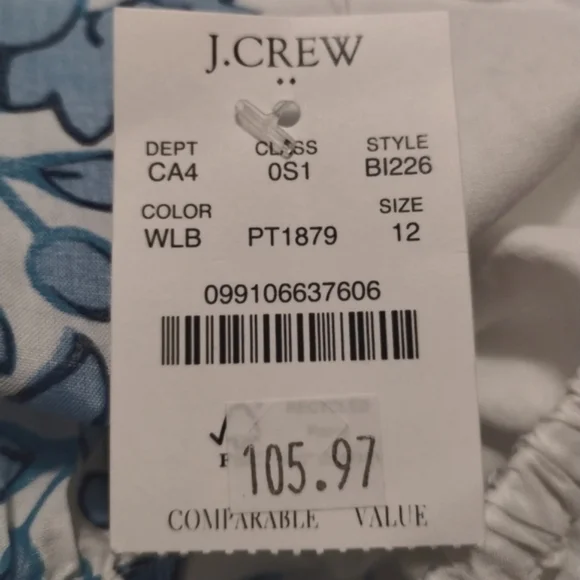 J.CREW
DEPT CLASS STYLE
CA4 0S1 BI226
COLOR SIZE
WLB PT1879 12
099106637606
105.97
COMPARABLE VALUE